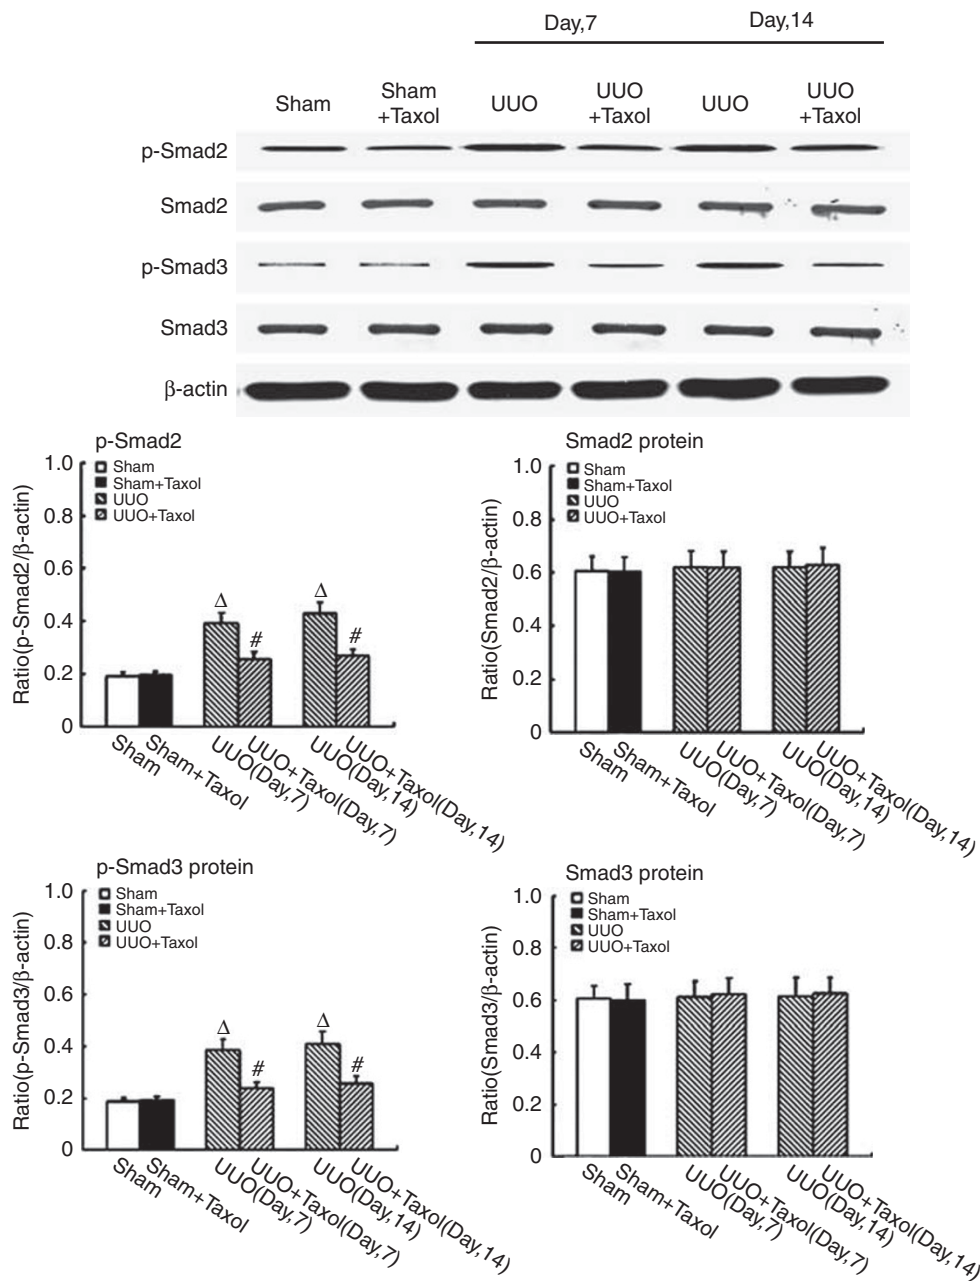 Day,7 Day,14
Sham Sham +Taxol UUO UUO +Taxol UUO UUO +Taxol
p-Smad2
Smad2
p-Smad3
Smad3
β-actin
p-Smad2
Ratio(p-Smad2/β-actin)
1.0
0.8
0.6
0.4
0.2
0
Sham
Sham+Taxol
UUO
UUO+Taxol
Δ
#
Δ
#
Sham
Sham+Taxol
UUO(Day,7)
UUO+Taxol(Day,7)
UUO(Day,14)
UUO+Taxol(Day,14)
Smad2 protein
Ratio(Smad2/β-actin)
1.0
0.8
0.6
0.4
0.2
0
Sham
Sham+Taxol
UUO
UUO+Taxol
Sham
Sham+Taxol
UUO(Day,7)
UUO+Taxol(Day,7)
UUO(Day,14)
UUO+Taxol(Day,14)
p-Smad3 protein
Ratio(p-Smad3/β-actin)
1.0
0.8
0.6
0.4
0.2
0
Sham
Sham+Taxol
UUO
UUO+Taxol
Δ
#
Δ
#
Sham
Sham+Taxol
UUO(Day,7)
UUO+Taxol(Day,7)
UUO(Day,14)
UUO+Taxol(Day,14)
Smad3 protein
Ratio(Smad3/β-actin)
1.0
0.8
0.6
0.4
0.2
0
Sham
Sham+Taxol
UUO
UUO+Taxol
Sham
Sham+Taxol
UUO(Day,7)
UUO+Taxol(Day,7)
UUO(Day,14)
UUO+Taxol(Day,14)